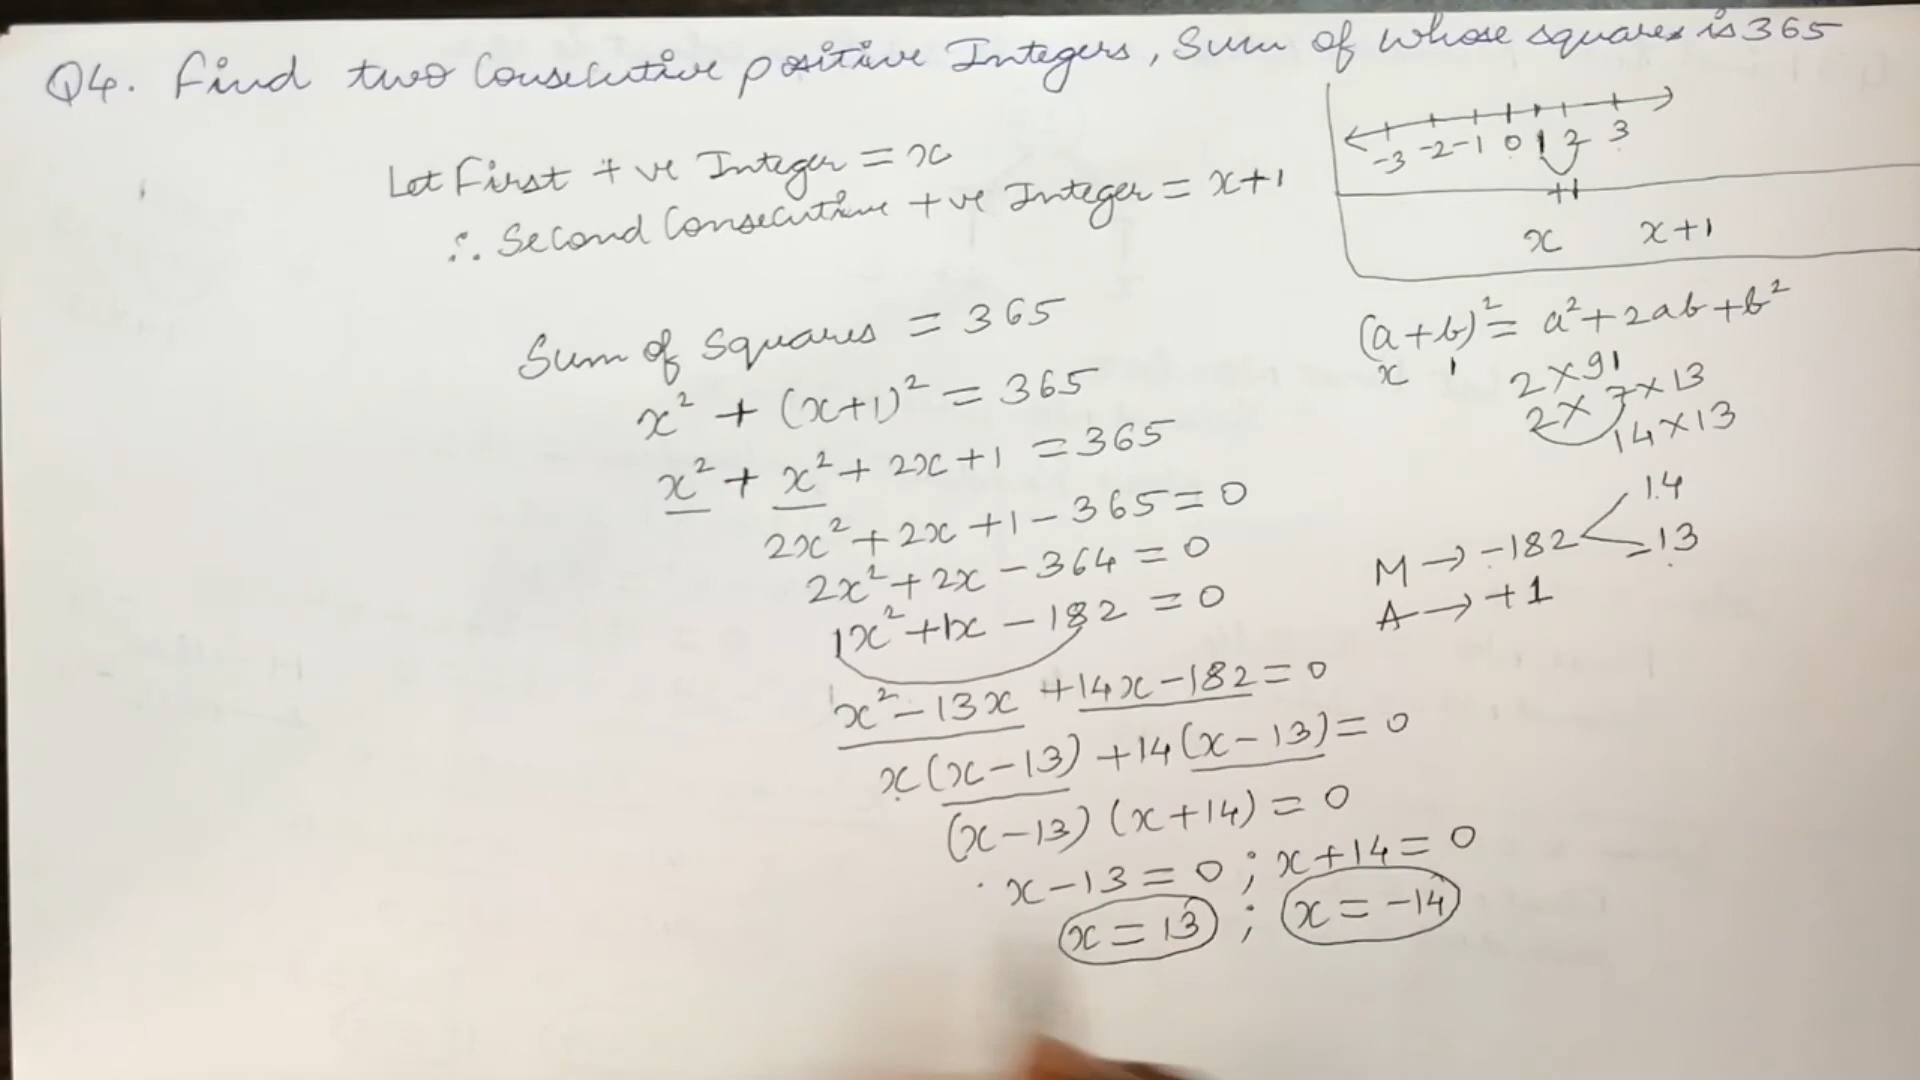 Q4. Find two Consecutive positive Integers, Sum of whose squares is 365
Let First +ve Integer = x
∴ Second Consecutive +ve Integer = x+1
Sum of Squares = 365
x² + (x+1)² = 365
x² + x² + 2x + 1 = 365
2x² + 2x + 1 - 365 = 0
2x² + 2x - 364 = 0
1x² + 1x - 182 = 0
x² - 13x + 14x - 182 = 0
x(x-13) + 14(x-13) = 0
(x-13) (x+14) = 0
x-13 = 0 ; x+14 = 0
x = 13 ; x = -14
-3 -2 -1 0 1 2 3
+1
x x+1
(a+b)² = a² + 2ab + b²
x 1
2×91
2×7×13
14×13
14
M → -182
-13
A → +1